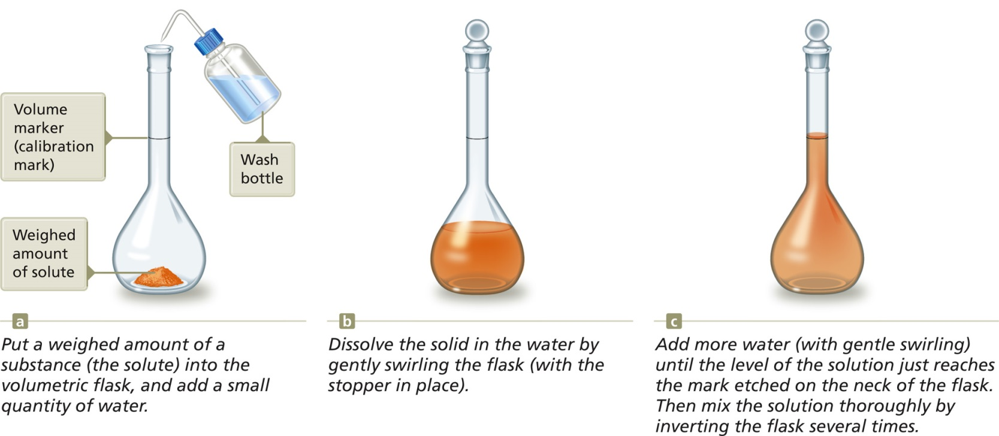 Volume
marker
(calibration
mark)
Wash
bottle
Weighed
amount
of solute
a
Put a weighed amount of a
substance (the solute) into the
volumetric flask, and add a small
quantity of water.
b
Dissolve the solid in the water by
gently swirling the flask (with the
stopper in place).
c
Add more water (with gentle swirling)
until the level of the solution just reaches
the mark etched on the neck of the flask.
Then mix the solution thoroughly by
inverting the flask several times.